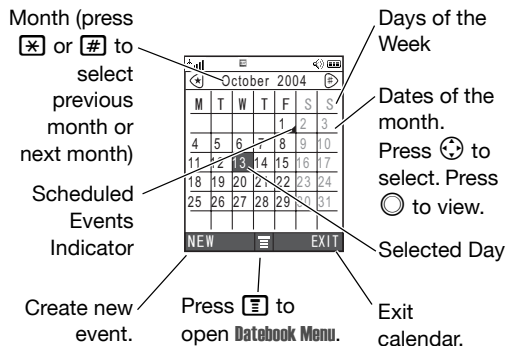 Month (press
* or # to
select
previous
month or
next month)
Days of the
Week
October 2004
M T W T F S S
1 2 3
4 5 6 7 8 9 10
11 12 13 14 15 16 17
18 19 20 21 22 23 24
25 26 27 28 29 30 31
NEW EXIT
Dates of the
month.
Press to
select. Press
to view.
Scheduled
Events
Indicator
Selected Day
Create new
event.
Press to
open Datebook Menu.
Exit
calendar.